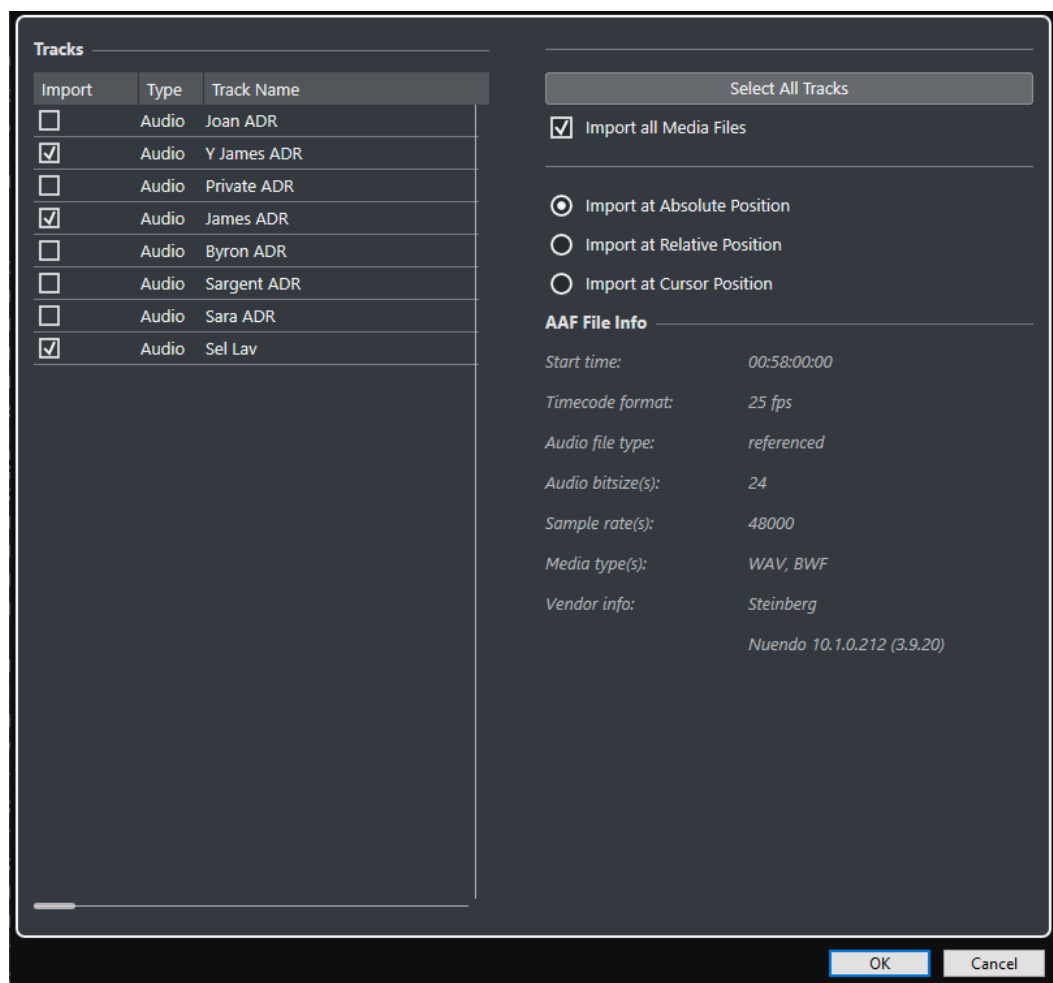 Tracks
Import Type Track Name
Audio Joan ADR
Audio Y James ADR
Audio Private ADR
Audio James ADR
Audio Byron ADR
Audio Sargent ADR
Audio Sara ADR
Audio Sel Lav
Select All Tracks
Import all Media Files
Import at Absolute Position
Import at Relative Position
Import at Cursor Position
AAF File Info
Start time: 00:58:00:00
Timecode format: 25 fps
Audio file type: referenced
Audio bitsize(s): 24
Sample rate(s): 48000
Media type(s): WAV, BWF
Vendor info: Steinberg
Nuendo 10.1.0.212 (3.9.20)
OK Cancel